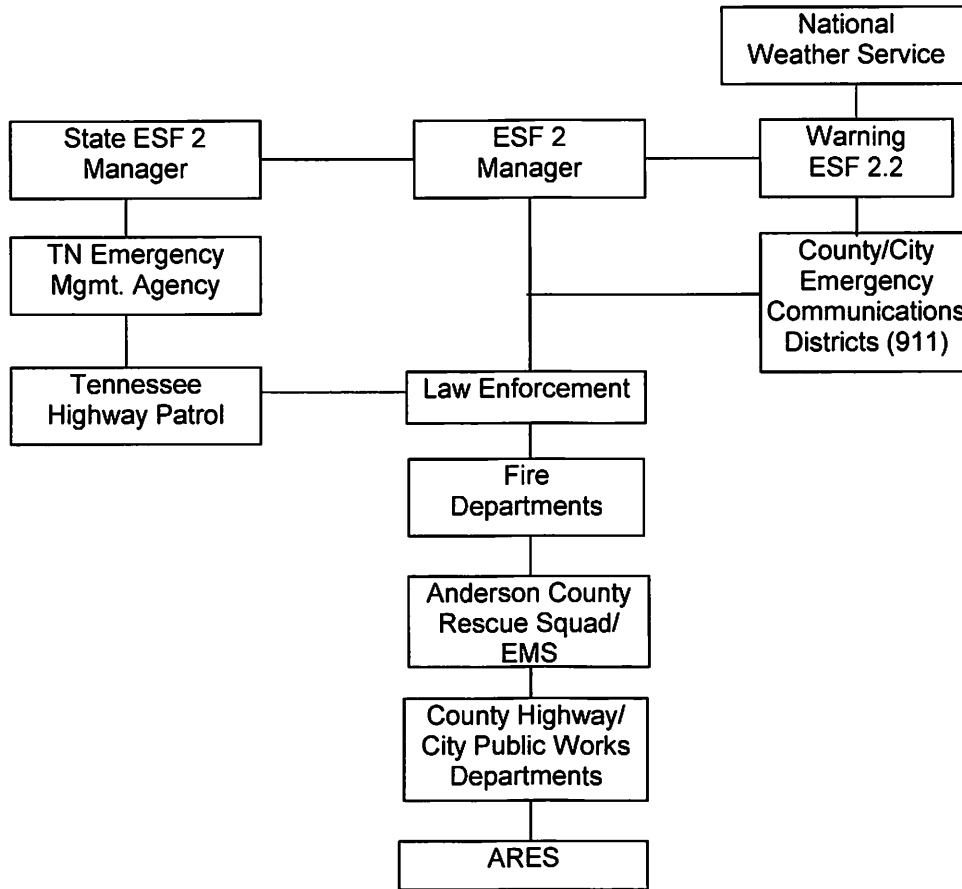 National
Weather Service
State ESF 2
Manager
ESF 2
Manager
Warning
ESF 2.2
TN Emergency
Mgmt. Agency
County/City
Emergency
Communications
Districts (911)
Tennessee
Highway Patrol
Law Enforcement
Fire
Departments
Anderson County
Rescue Squad/
EMS
County Highway/
City Public Works
Departments
ARES